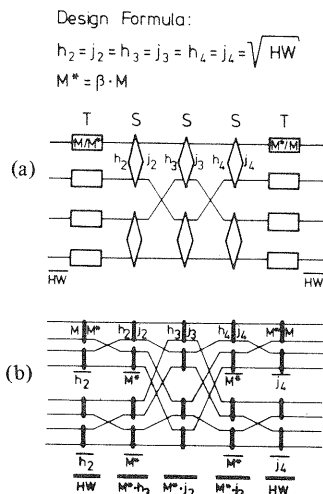 Design Formula:
h₂ = j₂ = h₃ = j₃ = h₄ = j₄ = √HW
M* = β·M
T S S S T
(a)
M/M* h₂ j₂ h₃ j₃ h₄ j₄ M*/M
HW HW
(b)
M M* h₂ j₂ h₃ j₃ h₄ j₄ M* M
h₂ M* M* j₄
h₂ M* M* j₄
HW M*·h₃ M*·j₂ M*·j₂ HW